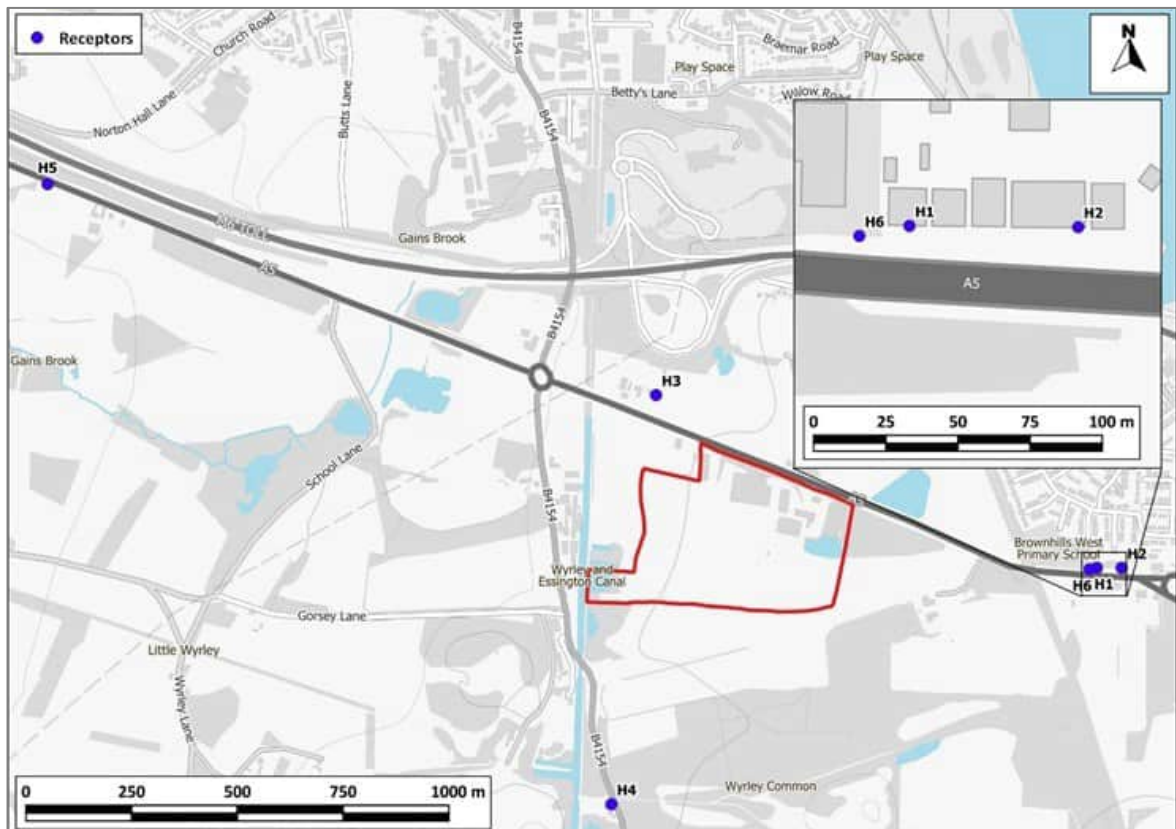 Receptors
N
Church Road
B4154
Braemar Road
Play Space
Play Space
Betty's Lane
Willow Road
Norton Hall Lane
Butts Lane
B4154
H5
M6 TOLL
Gains Brook
A5
B4154
H6
H1
H2
A5
0 25 50 75 100 m
Gains Brook
H3
School Lane
B4154
A5
Brownhills West
Primary School
H2
H6
H1
Wyrley and
Essington Canal
Gorsey Lane
Little Wyrley
Wyrley Lane
B4154
Wyrley Common
H4
0 250 500 750 1000 m